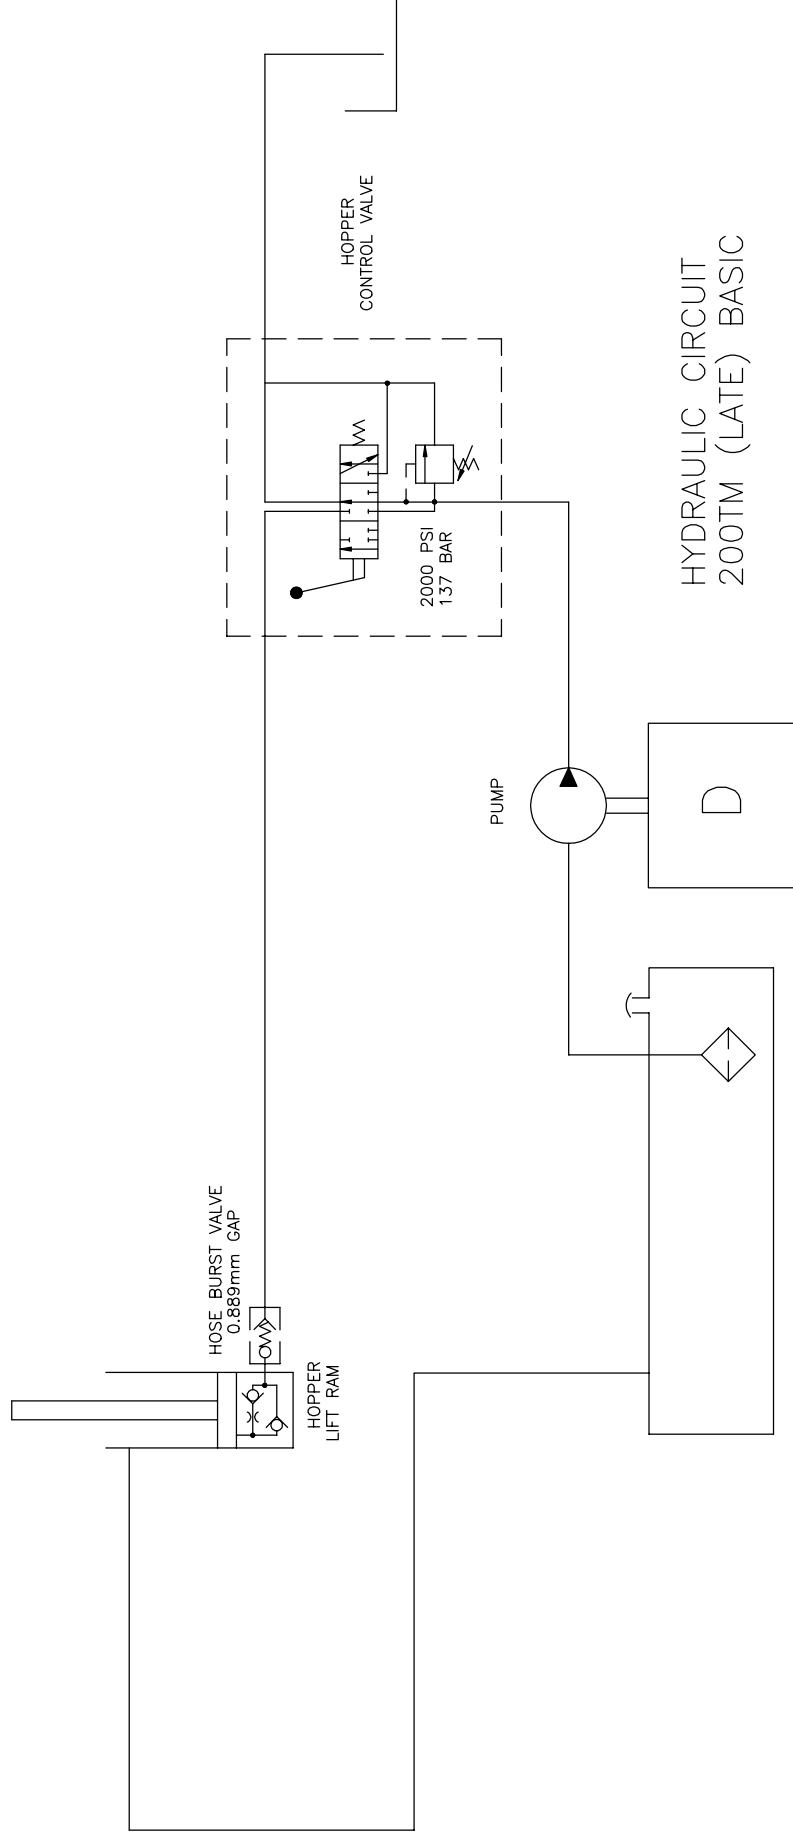 HOPPER
CONTROL VALVE
2000 PSI
137 BAR
HYDRAULIC CIRCUIT
200TM (LATE) BASIC
PUMP
D
HOSE BURST VALVE
0.889mm GAP
HOPPER
LIFT RAM